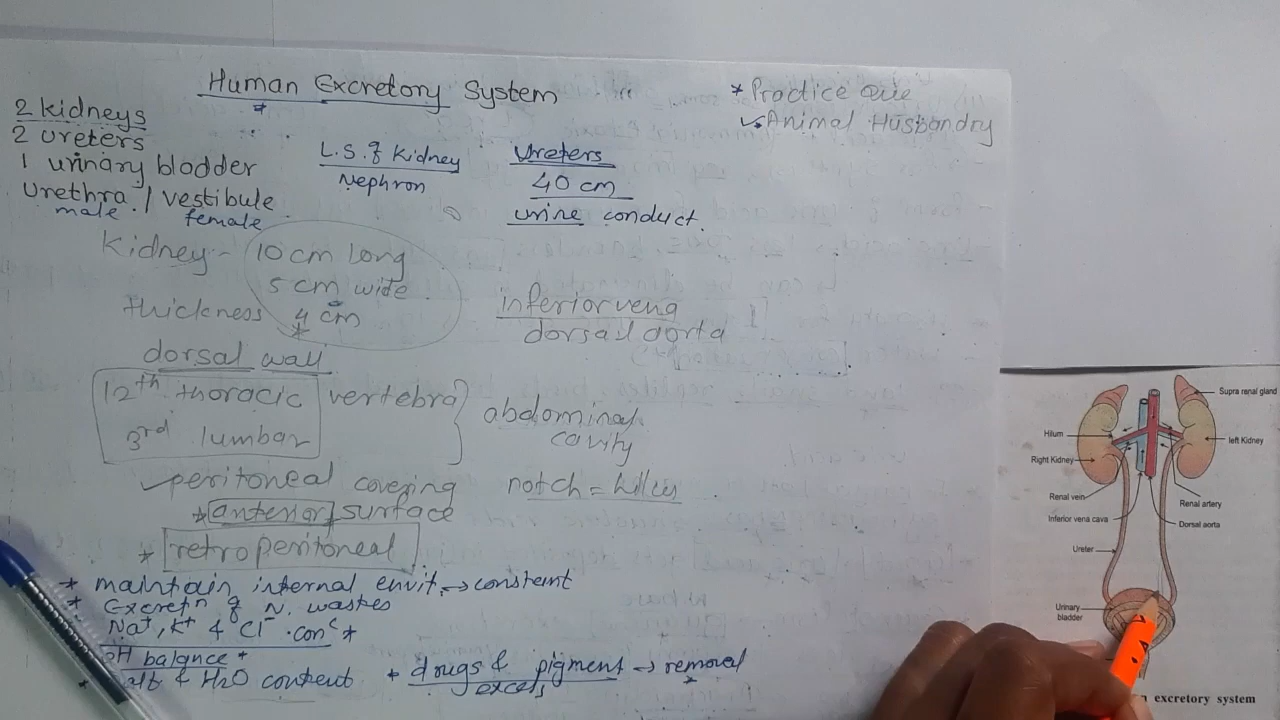 Human Excretory System
* Practice Que
↳ Animal Husbandry
2 kidneys
2 ureters
1 urinary bladder
Urethra / vestibule
male female
L.S. of Kidney
Nephron
Ureters
40 cm
urine conduct.
Kidney - 10 cm long
5 cm wide
thickness 4 cm
inferior vena
dorsal aorta
dorsal wall
12th thoracic vertebra
3rd lumbar
abdominal
cavity
peritoneal covering
* anterior surface
* retroperitoneal
notch =
* maintain internal envit. → constant
* Excretn of N. wastes
Na+, K+ & Cl- conc *
pH balance *
salt & H2O content
* drugs & pigment → removal
excess
Supra renal gland
Hilum
left Kidney
Right Kidney
Renal vein
Renal artery
Inferior vena cava
Dorsal aorta
Ureter
Urinary
bladder
excretory system